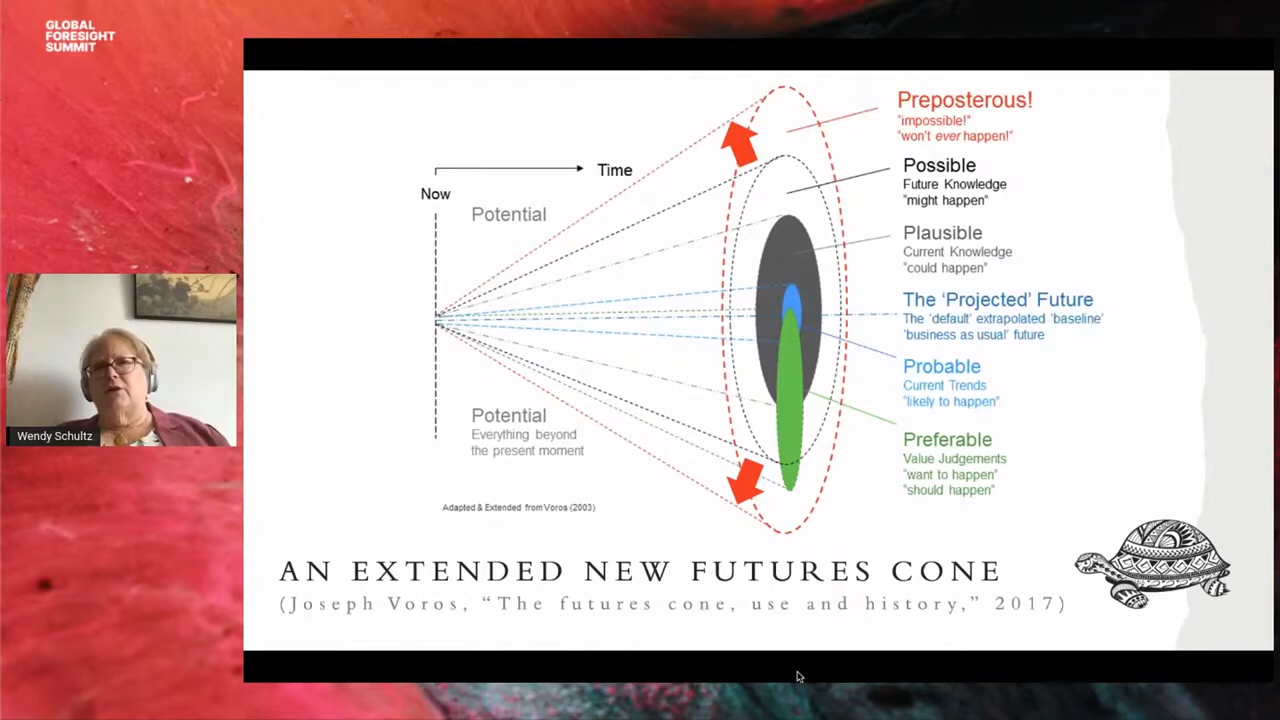 GLOBAL
FORESIGHT
SUMMIT
Wendy Schultz
Now
Time
Potential
Potential
Everything beyond
the present moment
Adapted & Extended from Voros (2003)
Preposterous!
"impossible!"
"won't ever happen!"
Possible
Future Knowledge
"might happen"
Plausible
Current Knowledge
"could happen"
The 'Projected' Future
The 'default' extrapolated 'baseline'
'business as usual' future
Probable
Current Trends
"likely to happen"
Preferable
Value Judgements
"want to happen"
"should happen"
AN EXTENDED NEW FUTURES CONE
(Joseph Voros, "The futures cone, use and history," 2017)